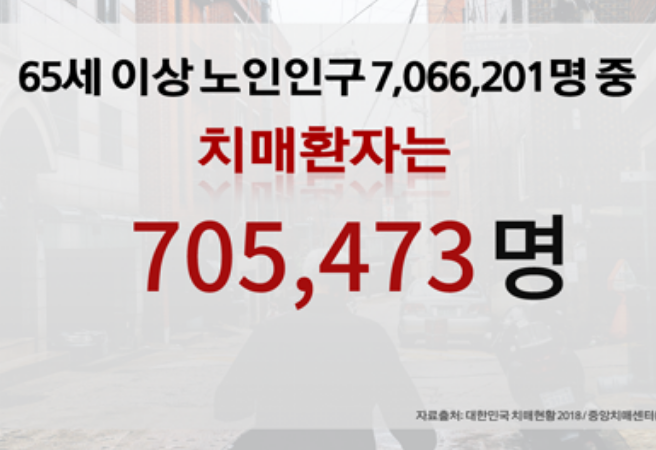 65세 이상 노인인구 7,066,201명 중
치매환자는
705,473 명
자료출처: 대한민국 치매현황 2018 / 중앙치매센터(